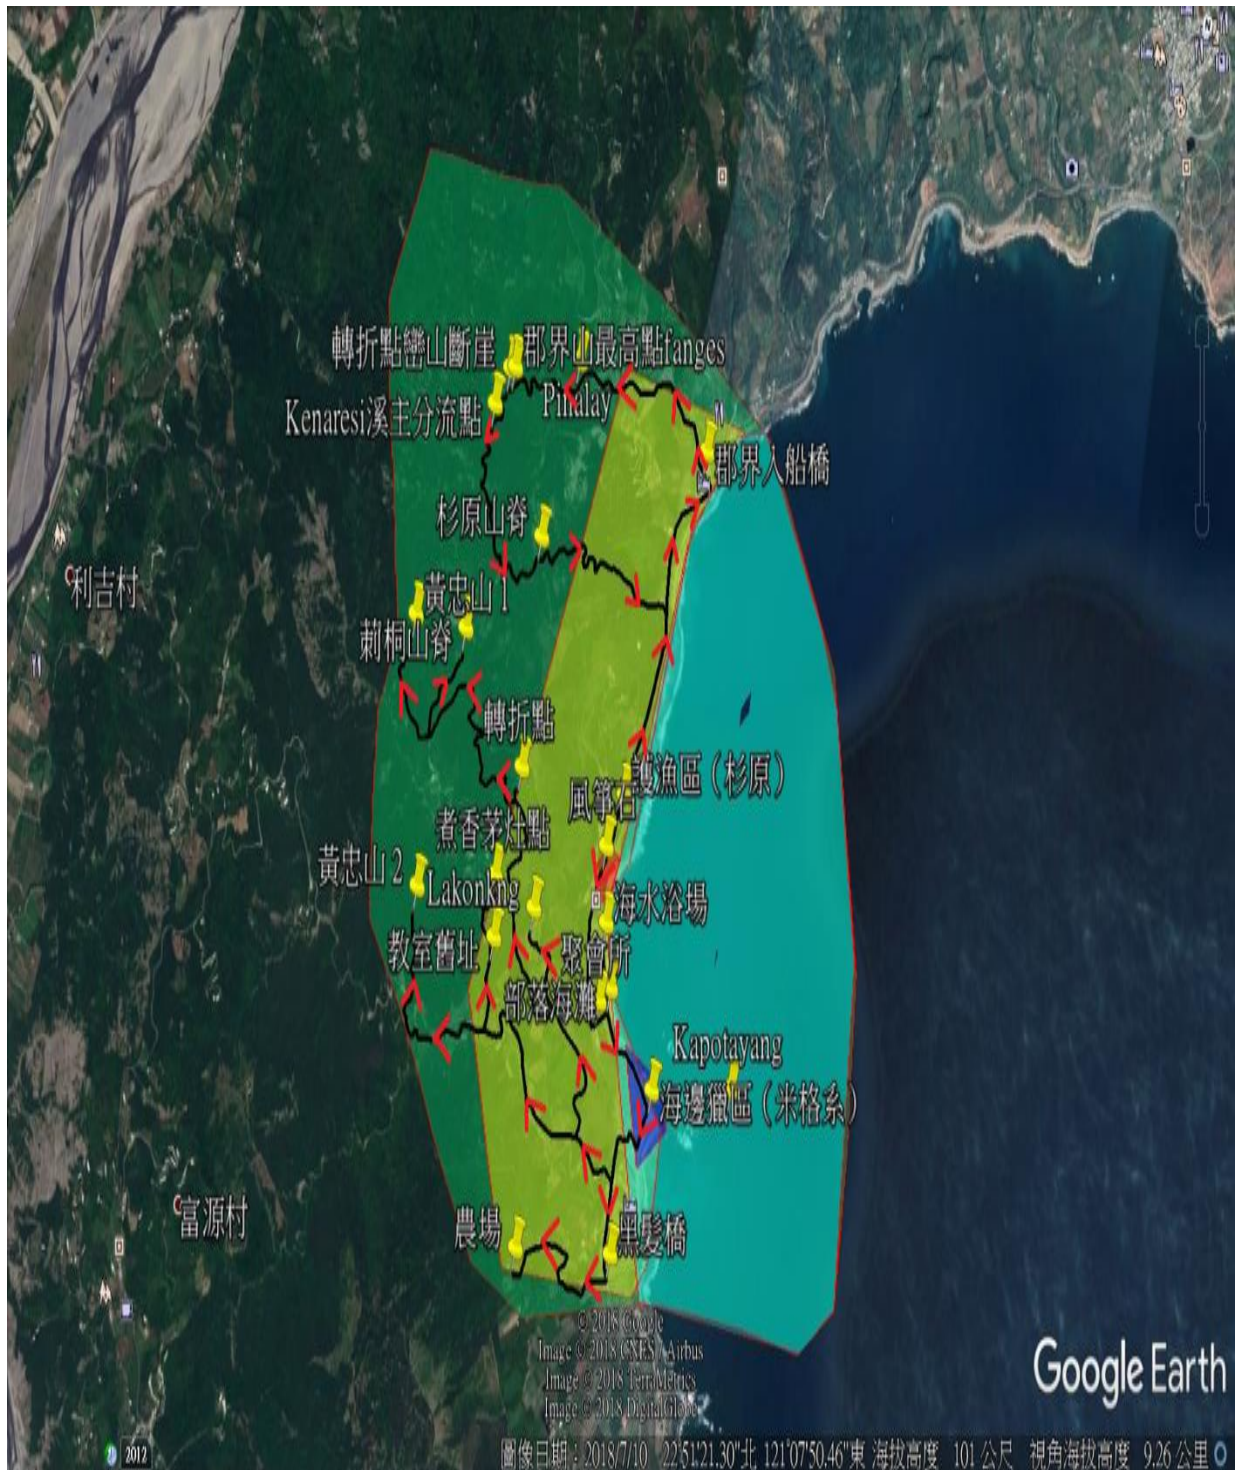 轉折點巒山斷崖
郡界山最高點fanges
Pinalay
Kenaresi溪主分流點
郡界入船橋
杉原山脊
利吉村
黃忠山 1
莿桐山脊
轉折點
護漁區（杉原）
風箏石
煮香茅灶點
黃忠山 2
Lakonkng
海水浴場
教室舊址
聚會所
部落海灘
Kapotayang
海邊獵區（米格系）
富源村
農場
黑髮橋
© 2018 Google
Image © 2018 CNES / Airbus
Image © 2018 TerraMetrics
Image © 2018 DigitalGlobe
Google Earth
2012
圖像日期：2018/7/10 22°51'21.30"北 121°07'50.46"東 海拔高度 101 公尺 視角海拔高度 9.26 公里